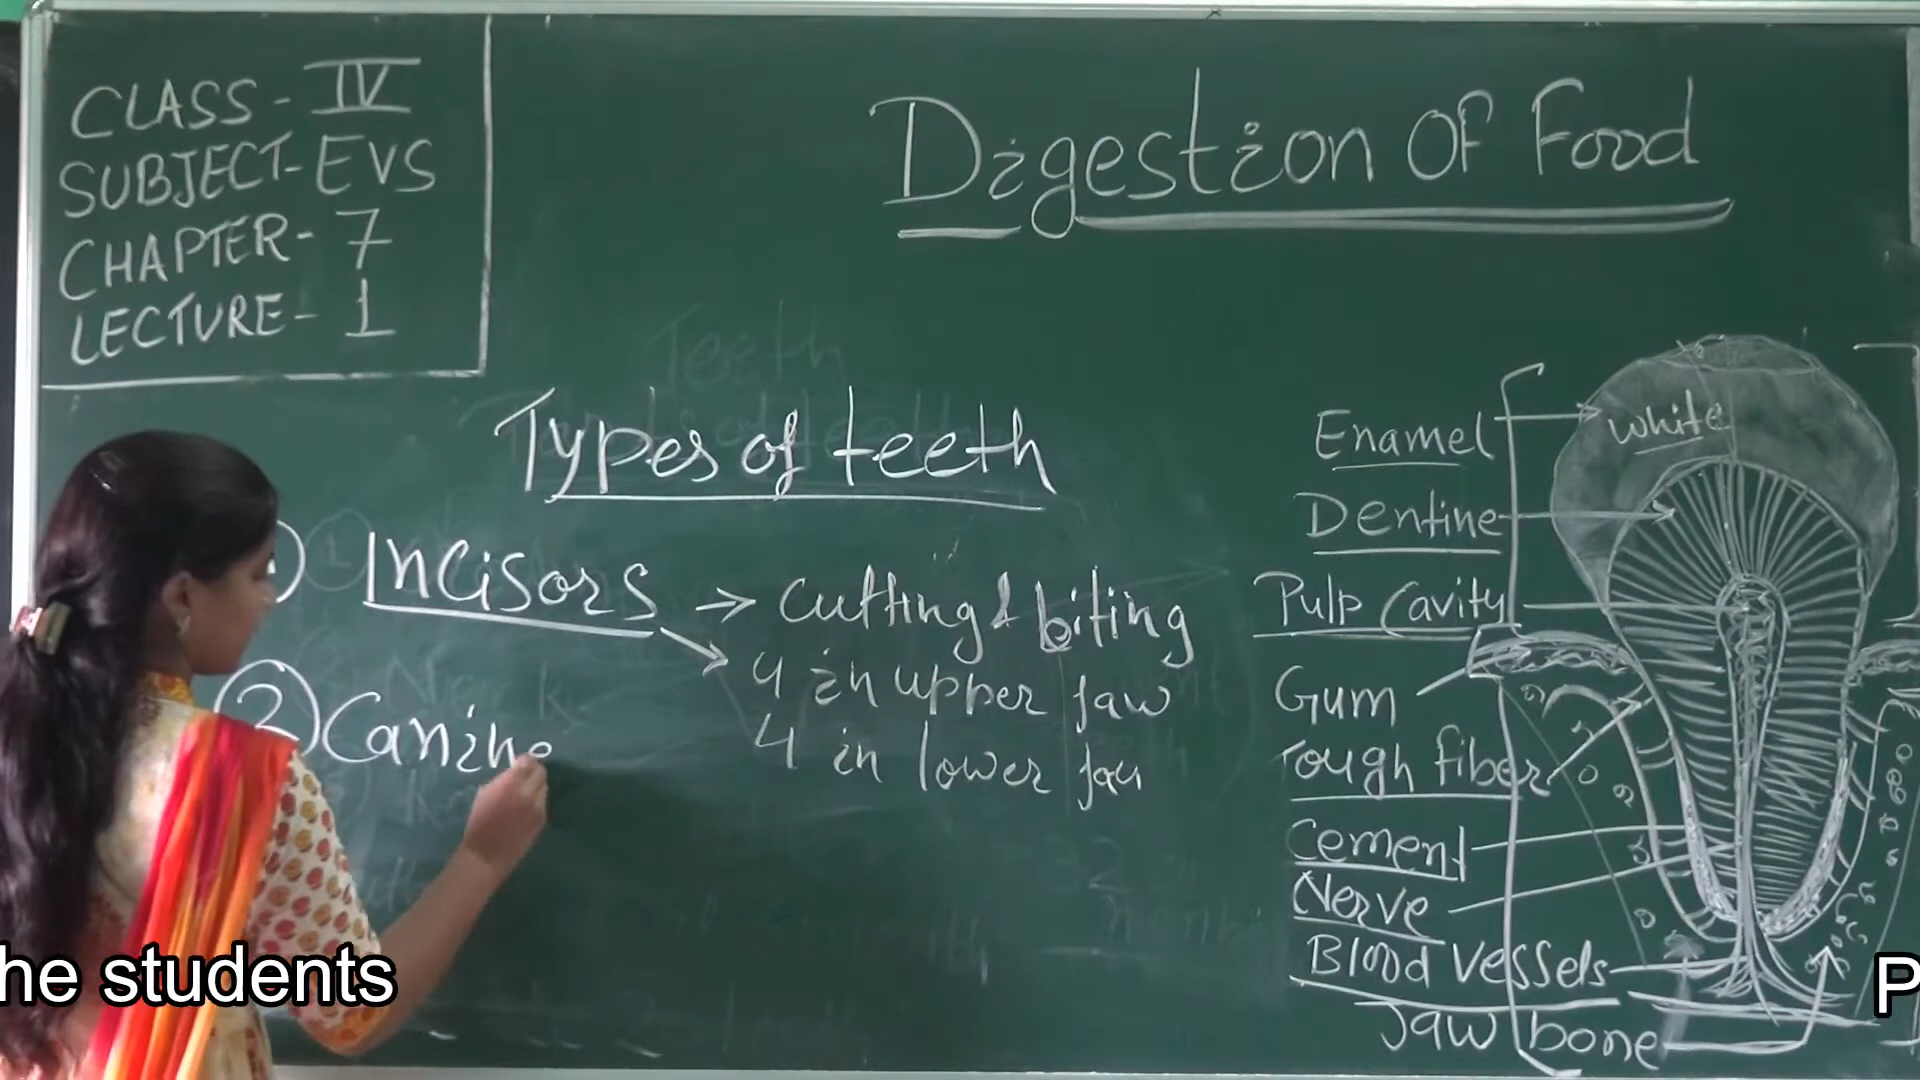 CLASS - IV
SUBJECT- EVS
CHAPTER- 7
LECTURE- 1
Digestion Of Food
Teeth
Types of teeth
Incisors → Cutting & biting
4 in upper jaw
4 in lower jaw
② Canine
Enamel
white
Dentine
Pulp Cavity
Gum
Tough fiber
Cement
Nerve
Blood vessels
Jaw bone
he students
P